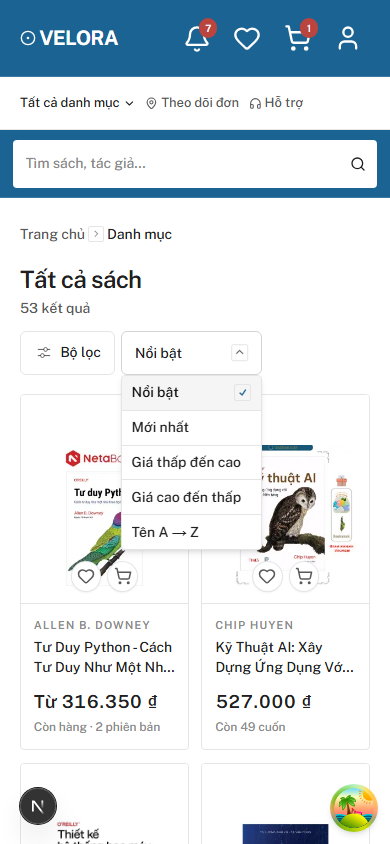 VELORA
7
1
Tất cả danh mục
Theo dõi đơn
Hỗ trợ
Tìm sách, tác giả...
Trang chủ
Danh mục
Tất cả sách
53 kết quả
Bộ lọc
Nổi bật
Nổi bật
Mới nhất
Giá thấp đến cao
Giá cao đến thấp
Tên A → Z
O'REILLY
Tư duy
Allen B. Downey
thuật AI
ALLEN B. DOWNEY
Tư Duy Python - Cách
Tư Duy Như Một Nh...
Từ 316.350 ₫
Còn hàng · 2 phiên bản
CHIP HUYEN
Kỹ Thuật AI: Xây
Dựng Ứng Dụng Vớ...
527.000 ₫
Còn 49 cuốn
O'REILLY
Thiết kế
N